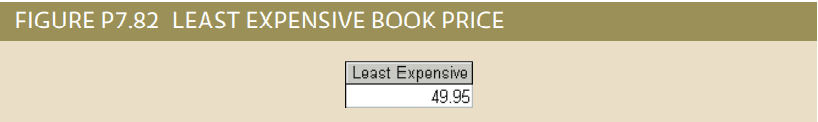 FIGURE P7.82 LEAST EXPENSIVE BOOK PRICE
Least Expensive
49.95